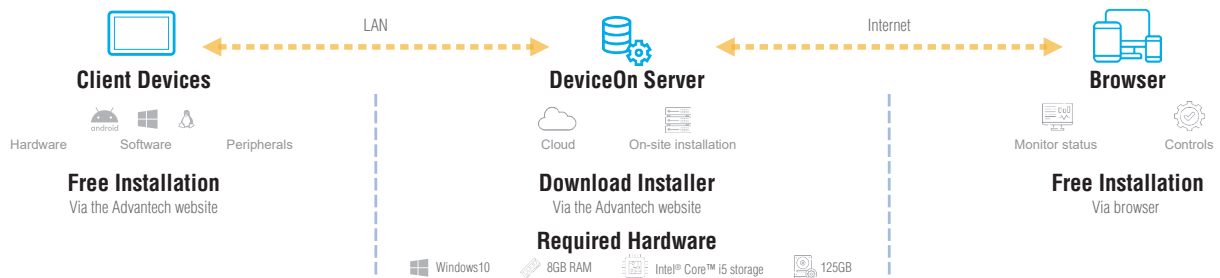 LAN
Internet
Client Devices
DeviceOn Server
Browser
android
Hardware
Software
Peripherals
Cloud
On-site installation
Monitor status
Controls
Free Installation
Via the Advantech website
Download Installer
Via the Advantech website
Free Installation
Via browser
Required Hardware
Windows10
8GB RAM
Intel® Core™ i5 storage
125GB